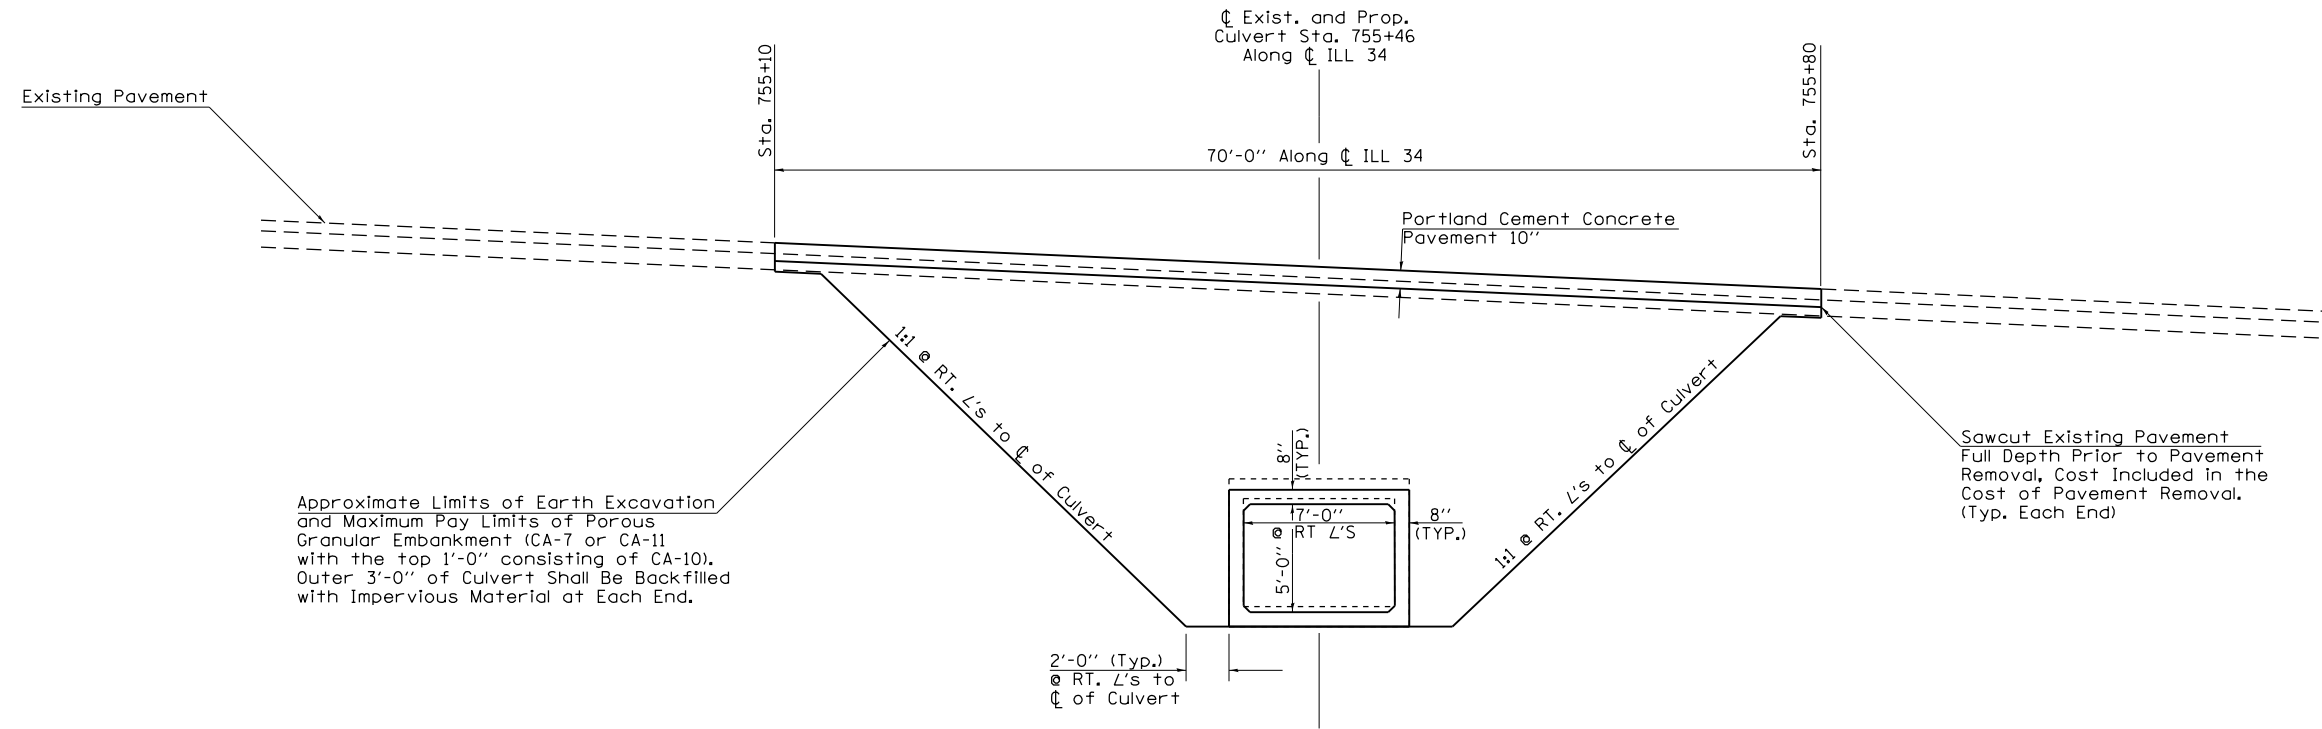 ℄ Exist. and Prop.
Culvert Sta. 755+46
Along ℄ ILL 34
Sta. 755+10
Sta. 755+80
Existing Pavement
70'-0'' Along ℄ ILL 34
Portland Cement Concrete
Pavement 10''
1:1 @ RT. ∠'s to ℄ of Culvert
1:1 @ RT. ∠'s to ℄ of Culvert
Sawcut Existing Pavement
Full Depth Prior to Pavement
Removal, Cost Included in the
Cost of Pavement Removal.
(Typ. Each End)
8''
(TYP.)
7'-0''
@ RT ∠'S
8''
(TYP.)
5'-0''
Approximate Limits of Earth Excavation
and Maximum Pay Limits of Porous
Granular Embankment (CA-7 or CA-11
with the top 1'-0'' consisting of CA-10).
Outer 3'-0'' of Culvert Shall Be Backfilled
with Impervious Material at Each End.
2'-0'' (Typ.)
@ RT. ∠'s to
℄ of Culvert